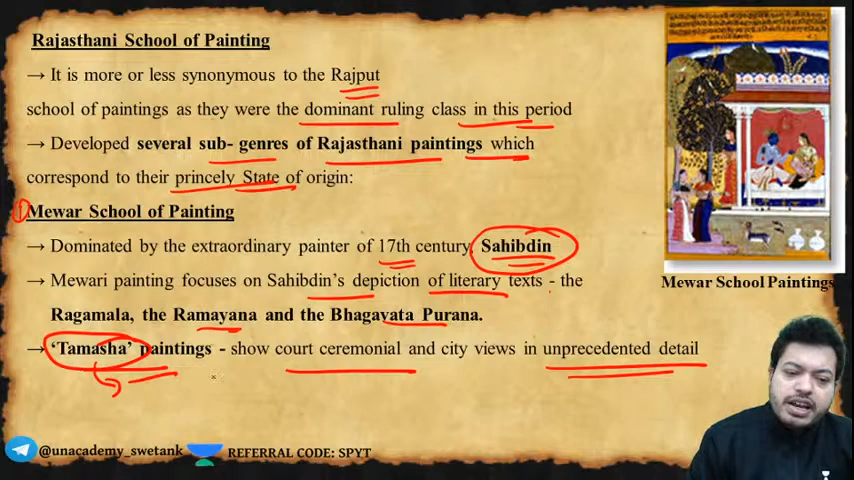 Rajasthani School of Painting
→ It is more or less synonymous to the Rajput
school of paintings as they were the dominant ruling class in this period
→ Developed several sub- genres of Rajasthani paintings which
correspond to their princely State of origin:
① Mewar School of Painting
→ Dominated by the extraordinary painter of 17th century, Sahibdin
→ Mewari painting focuses on Sahibdin's depiction of literary texts - the
Ragamala, the Ramayana and the Bhagavata Purana.
→ 'Tamasha' paintings - show court ceremonial and city views in unprecedented detail
Mewar School Paintings
@unacademy_swetank
REFERRAL CODE: SPYT